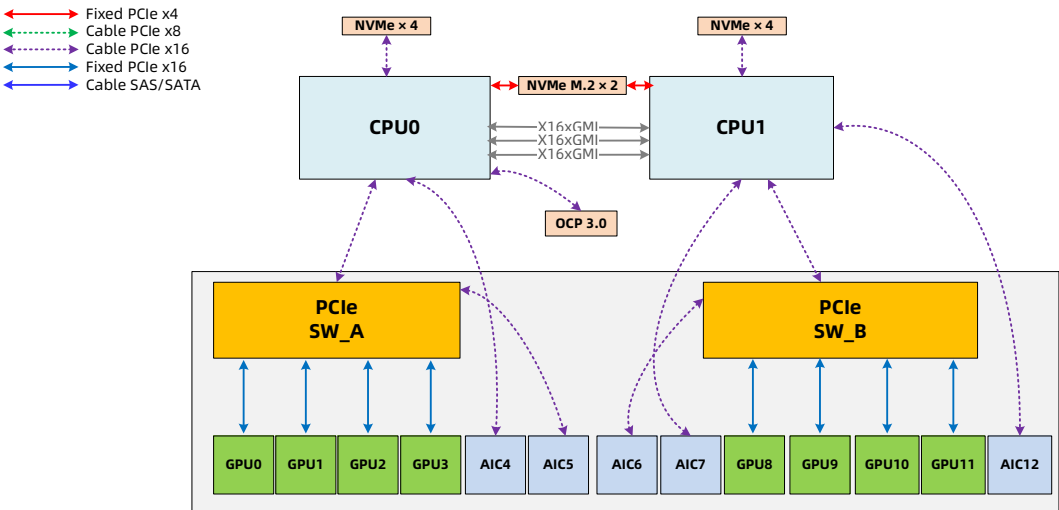 Fixed PCIe x4
Cable PCIe x8
Cable PCIe x16
Fixed PCIe x16
Cable SAS/SATA
NVMe × 4
NVMe × 4
NVMe M.2 × 2
CPU0
CPU1
X16xGMI
X16xGMI
X16xGMI
OCP 3.0
PCIe
SW_A
PCIe
SW_B
GPU0
GPU1
GPU2
GPU3
AIC4
AIC5
AIC6
AIC7
GPU8
GPU9
GPU10
GPU11
AIC12